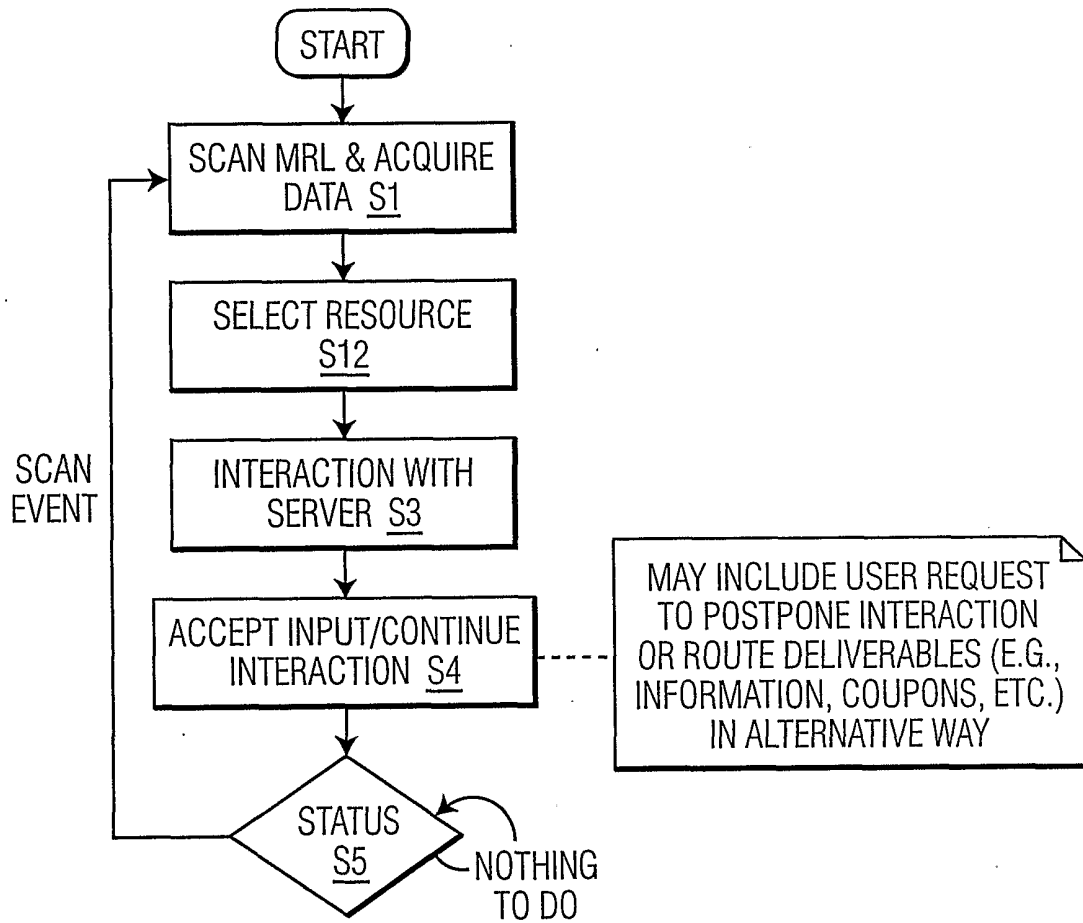 START
SCAN MRL & ACQUIRE
DATA S1
SELECT RESOURCE
S12
INTERACTION WITH
SERVER S3
SCAN
EVENT
ACCEPT INPUT/CONTINUE
INTERACTION S4
MAY INCLUDE USER REQUEST
TO POSTPONE INTERACTION
OR ROUTE DELIVERABLES (E.G.,
INFORMATION, COUPONS, ETC.)
IN ALTERNATIVE WAY
STATUS
S5
NOTHING
TO DO